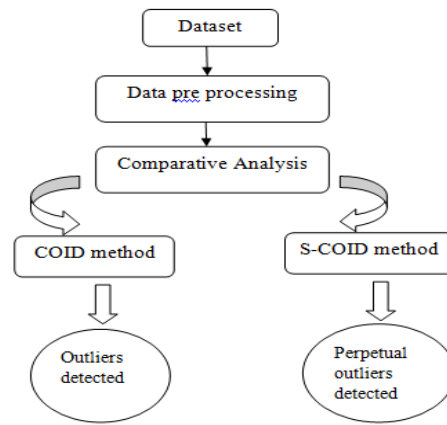 Dataset
Data pre processing
Comparative Analysis
COID method
S-COID method
Outliers
detected
Perpetual
outliers
detected